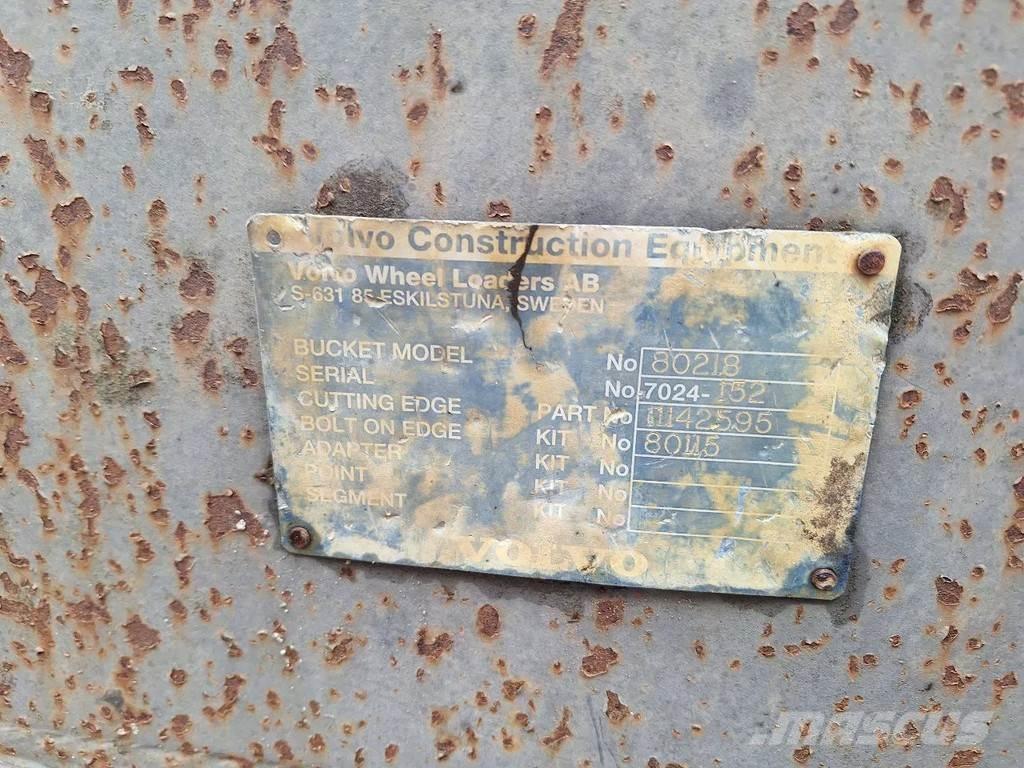 Volvo Construction Equipment
Volvo Wheel Loaders AB
S-631 85 ESKILSTUNA, SWEDEN
BUCKET MODEL No 80218
SERIAL No 7024-152
CUTTING EDGE PART No 11142595
BOLT ON EDGE KIT No 80115
ADAPTER KIT No
POINT KIT No
SEGMENT KIT No
VOLVO
MASCUS